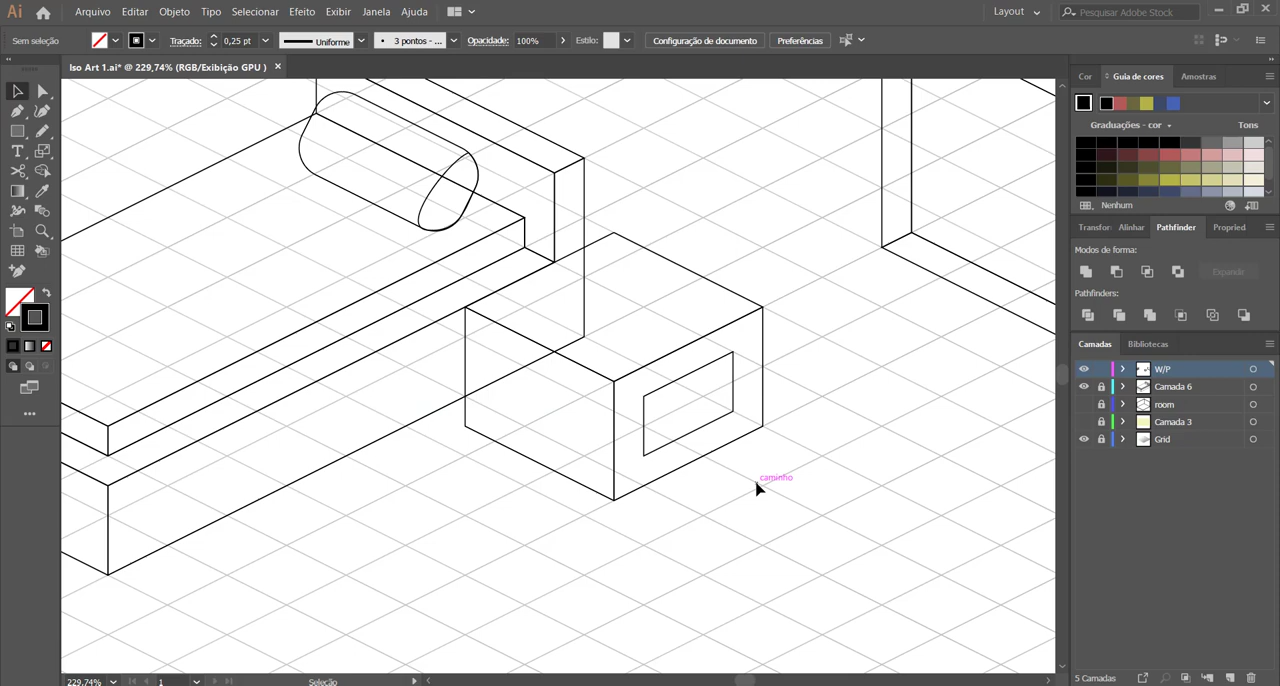 Ai Arquivo Editar Objeto Tipo Selecionar Efeito Exibir Janela Ajuda Layout Pesquisar Adobe Stock
Sem seleção Traçado: 0,25 pt Uniforme 3 pontos - ... Opacidade: 100% Estilo: Configuração de documento Preferências
Iso Art 1.ai* @ 229,74% (RGB/Exibição GPU )
Cor Guia de cores Amostras
Graduações - cor Tons
Nenhum
Transfor Alinhar Pathfinder Propried
Modos de forma:
Expandir
Pathfinders:
Camadas Bibliotecas
W/P
Camada 6
room
Camada 3
Grid
caminho
229,74% 1 Seleção
5 Camadas